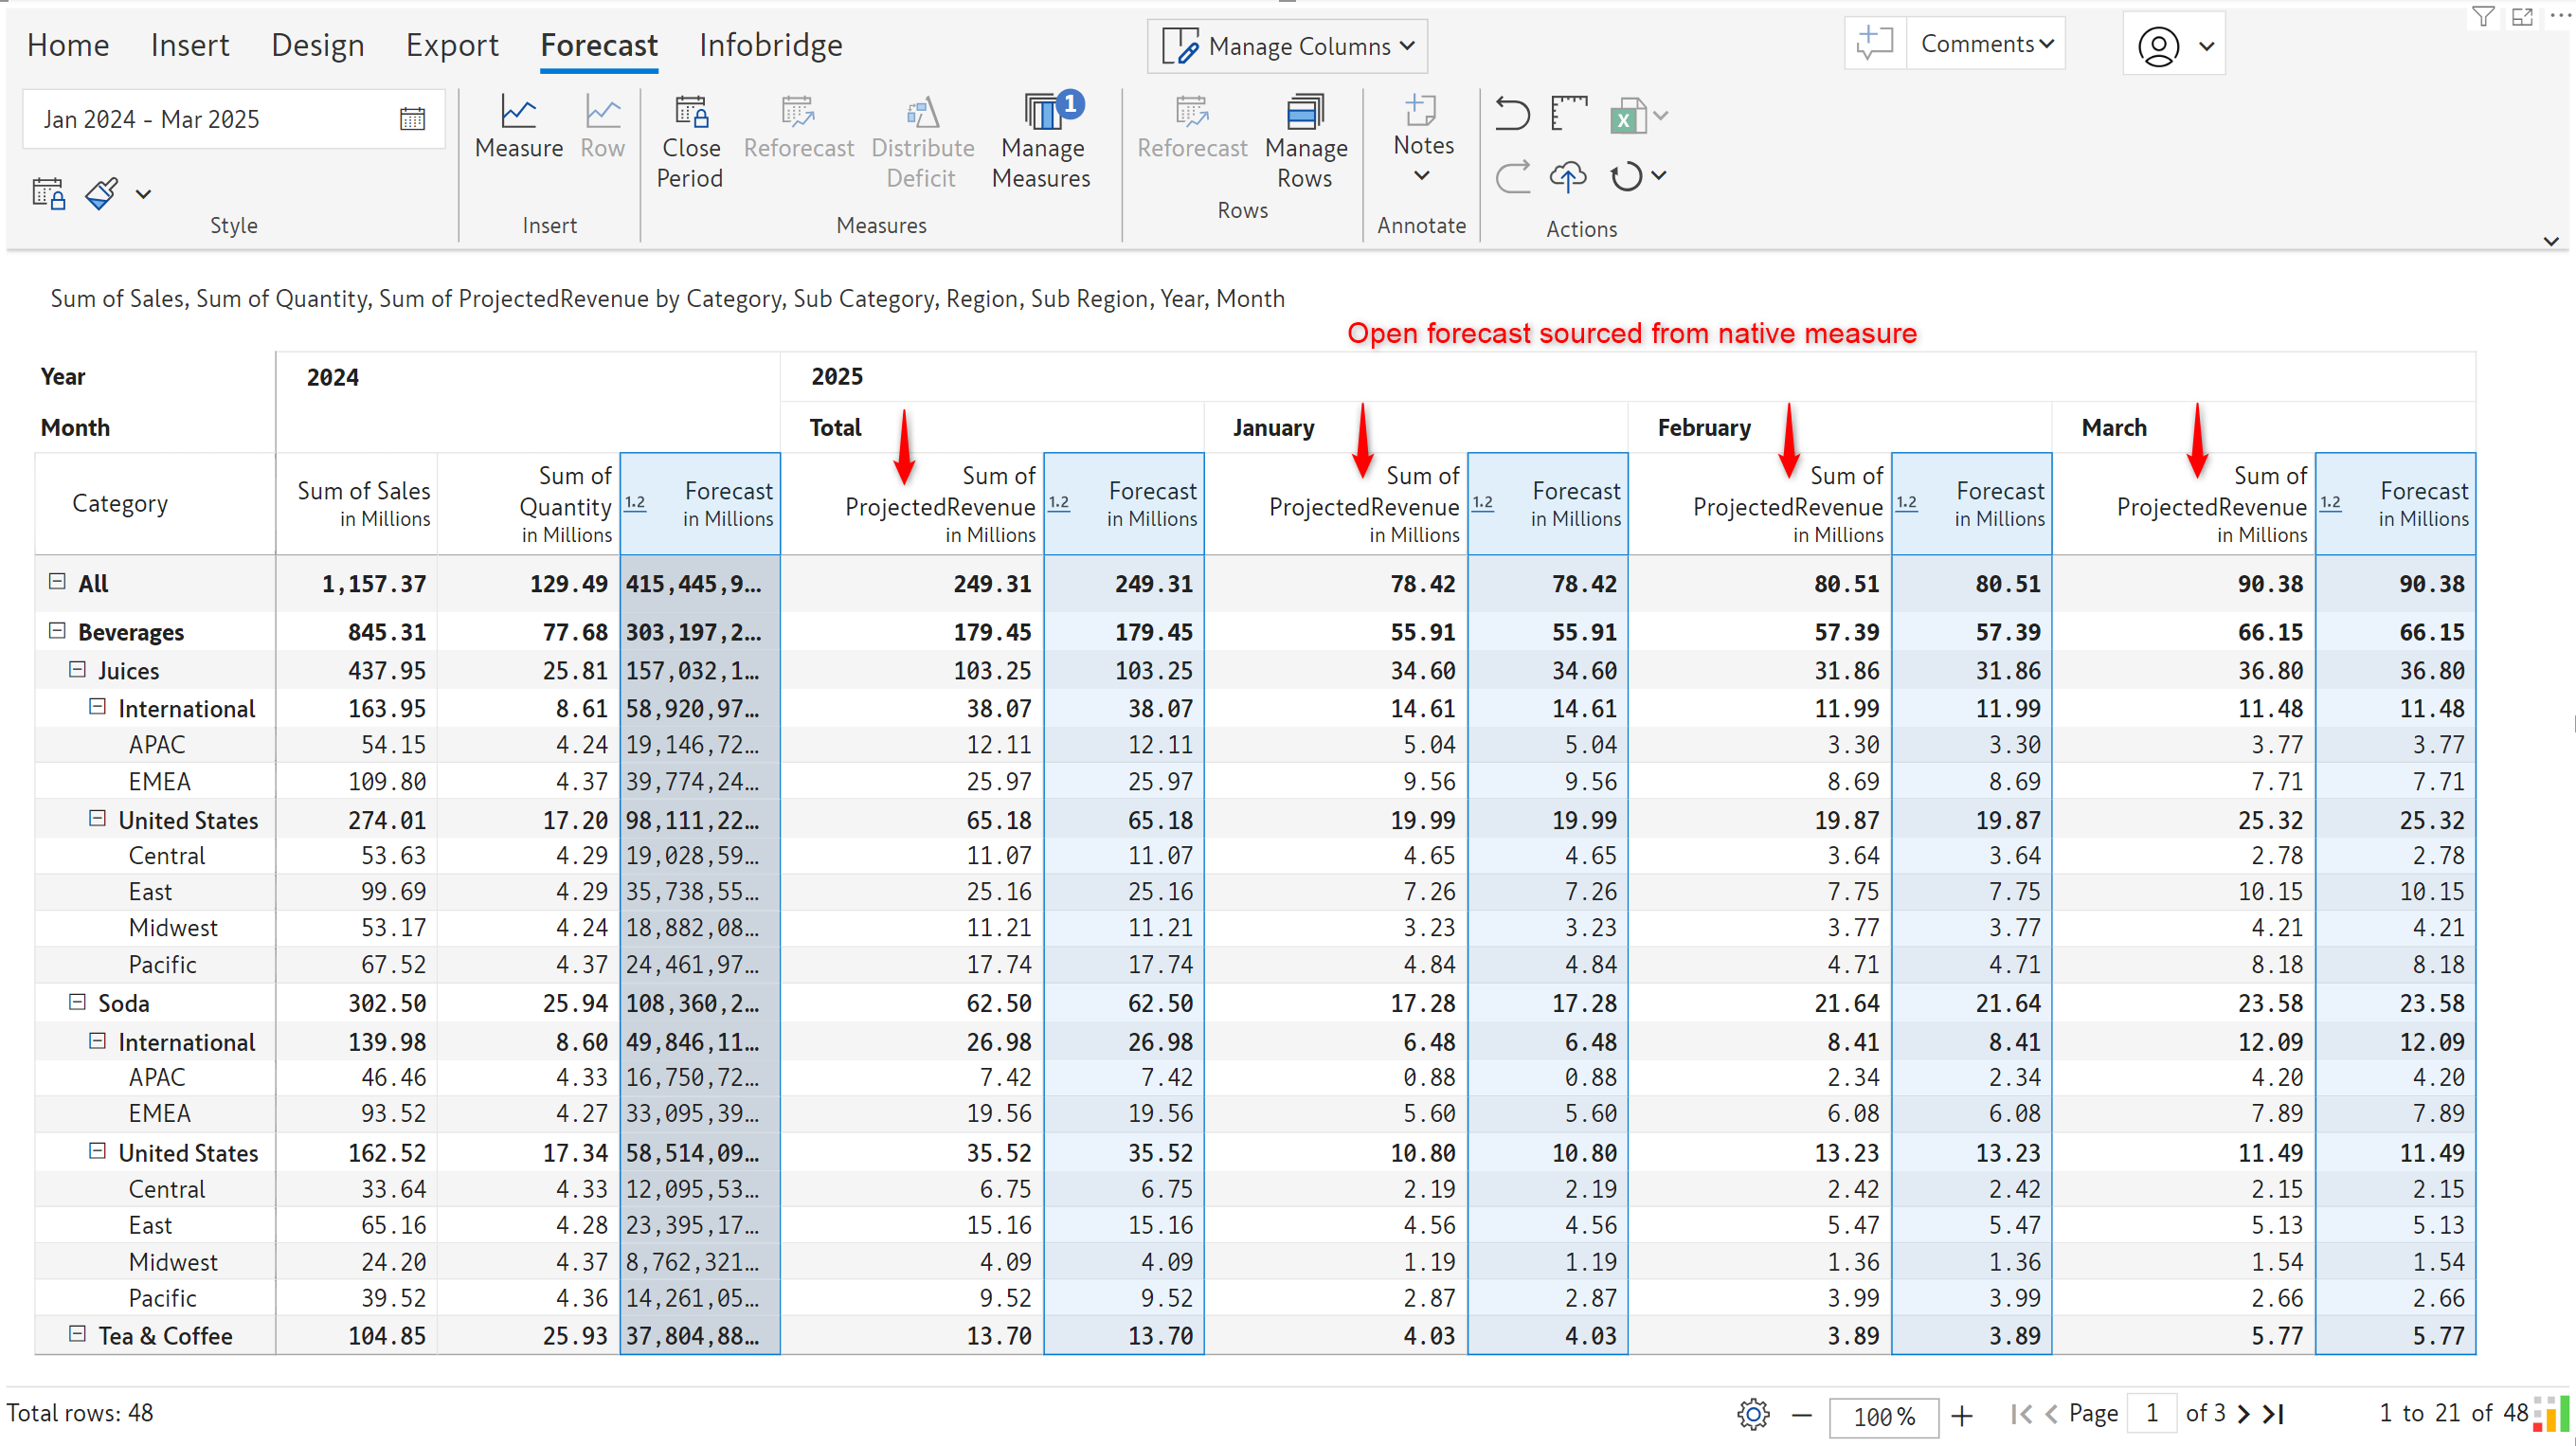 Home Insert Design Export Forecast Infobridge Manage Columns Comments
Jan 2024 - Mar 2025
Measure Row Close Period Reforecast Distribute Deficit Manage Measures 1 Reforecast Manage Rows Notes
Style Insert Measures Rows Annotate Actions
Sum of Sales, Sum of Quantity, Sum of ProjectedRevenue by Category, Sub Category, Region, Sub Region, Year, Month
Open forecast sourced from native measure
Year 2024 2025
Month Total January February March
Category Sum of Sales in Millions Sum of Quantity in Millions 1.2 Forecast in Millions Sum of ProjectedRevenue in Millions 1.2 Forecast in Millions Sum of ProjectedRevenue in Millions 1.2 Forecast in Millions Sum of ProjectedRevenue in Millions 1.2 Forecast in Millions Sum of ProjectedRevenue in Millions 1.2 Forecast in Millions
All 1,157.37 129.49 415,445,9... 249.31 249.31 78.42 78.42 80.51 80.51 90.38 90.38
Beverages 845.31 77.68 303,197,2... 179.45 179.45 55.91 55.91 57.39 57.39 66.15 66.15
Juices 437.95 25.81 157,032,1... 103.25 103.25 34.60 34.60 31.86 31.86 36.80 36.80
International 163.95 8.61 58,920,97... 38.07 38.07 14.61 14.61 11.99 11.99 11.48 11.48
APAC 54.15 4.24 19,146,72... 12.11 12.11 5.04 5.04 3.30 3.30 3.77 3.77
EMEA 109.80 4.37 39,774,24... 25.97 25.97 9.56 9.56 8.69 8.69 7.71 7.71
United States 274.01 17.20 98,111,22... 65.18 65.18 19.99 19.99 19.87 19.87 25.32 25.32
Central 53.63 4.29 19,028,59... 11.07 11.07 4.65 4.65 3.64 3.64 2.78 2.78
East 99.69 4.29 35,738,55... 25.16 25.16 7.26 7.26 7.75 7.75 10.15 10.15
Midwest 53.17 4.24 18,882,08... 11.21 11.21 3.23 3.23 3.77 3.77 4.21 4.21
Pacific 67.52 4.37 24,461,97... 17.74 17.74 4.84 4.84 4.71 4.71 8.18 8.18
Soda 302.50 25.94 108,360,2... 62.50 62.50 17.28 17.28 21.64 21.64 23.58 23.58
International 139.98 8.60 49,846,11... 26.98 26.98 6.48 6.48 8.41 8.41 12.09 12.09
APAC 46.46 4.33 16,750,72... 7.42 7.42 0.88 0.88 2.34 2.34 4.20 4.20
EMEA 93.52 4.27 33,095,39... 19.56 19.56 5.60 5.60 6.08 6.08 7.89 7.89
United States 162.52 17.34 58,514,09... 35.52 35.52 10.80 10.80 13.23 13.23 11.49 11.49
Central 33.64 4.33 12,095,53... 6.75 6.75 2.19 2.19 2.42 2.42 2.15 2.15
East 65.16 4.28 23,395,17... 15.16 15.16 4.56 4.56 5.47 5.47 5.13 5.13
Midwest 24.20 4.37 8,762,321... 4.09 4.09 1.19 1.19 1.36 1.36 1.54 1.54
Pacific 39.52 4.36 14,261,05... 9.52 9.52 2.87 2.87 3.99 3.99 2.66 2.66
Tea & Coffee 104.85 25.93 37,804,88... 13.70 13.70 4.03 4.03 3.89 3.89 5.77 5.77
Total rows: 48 100 % Page 1 of 3 1 to 21 of 48